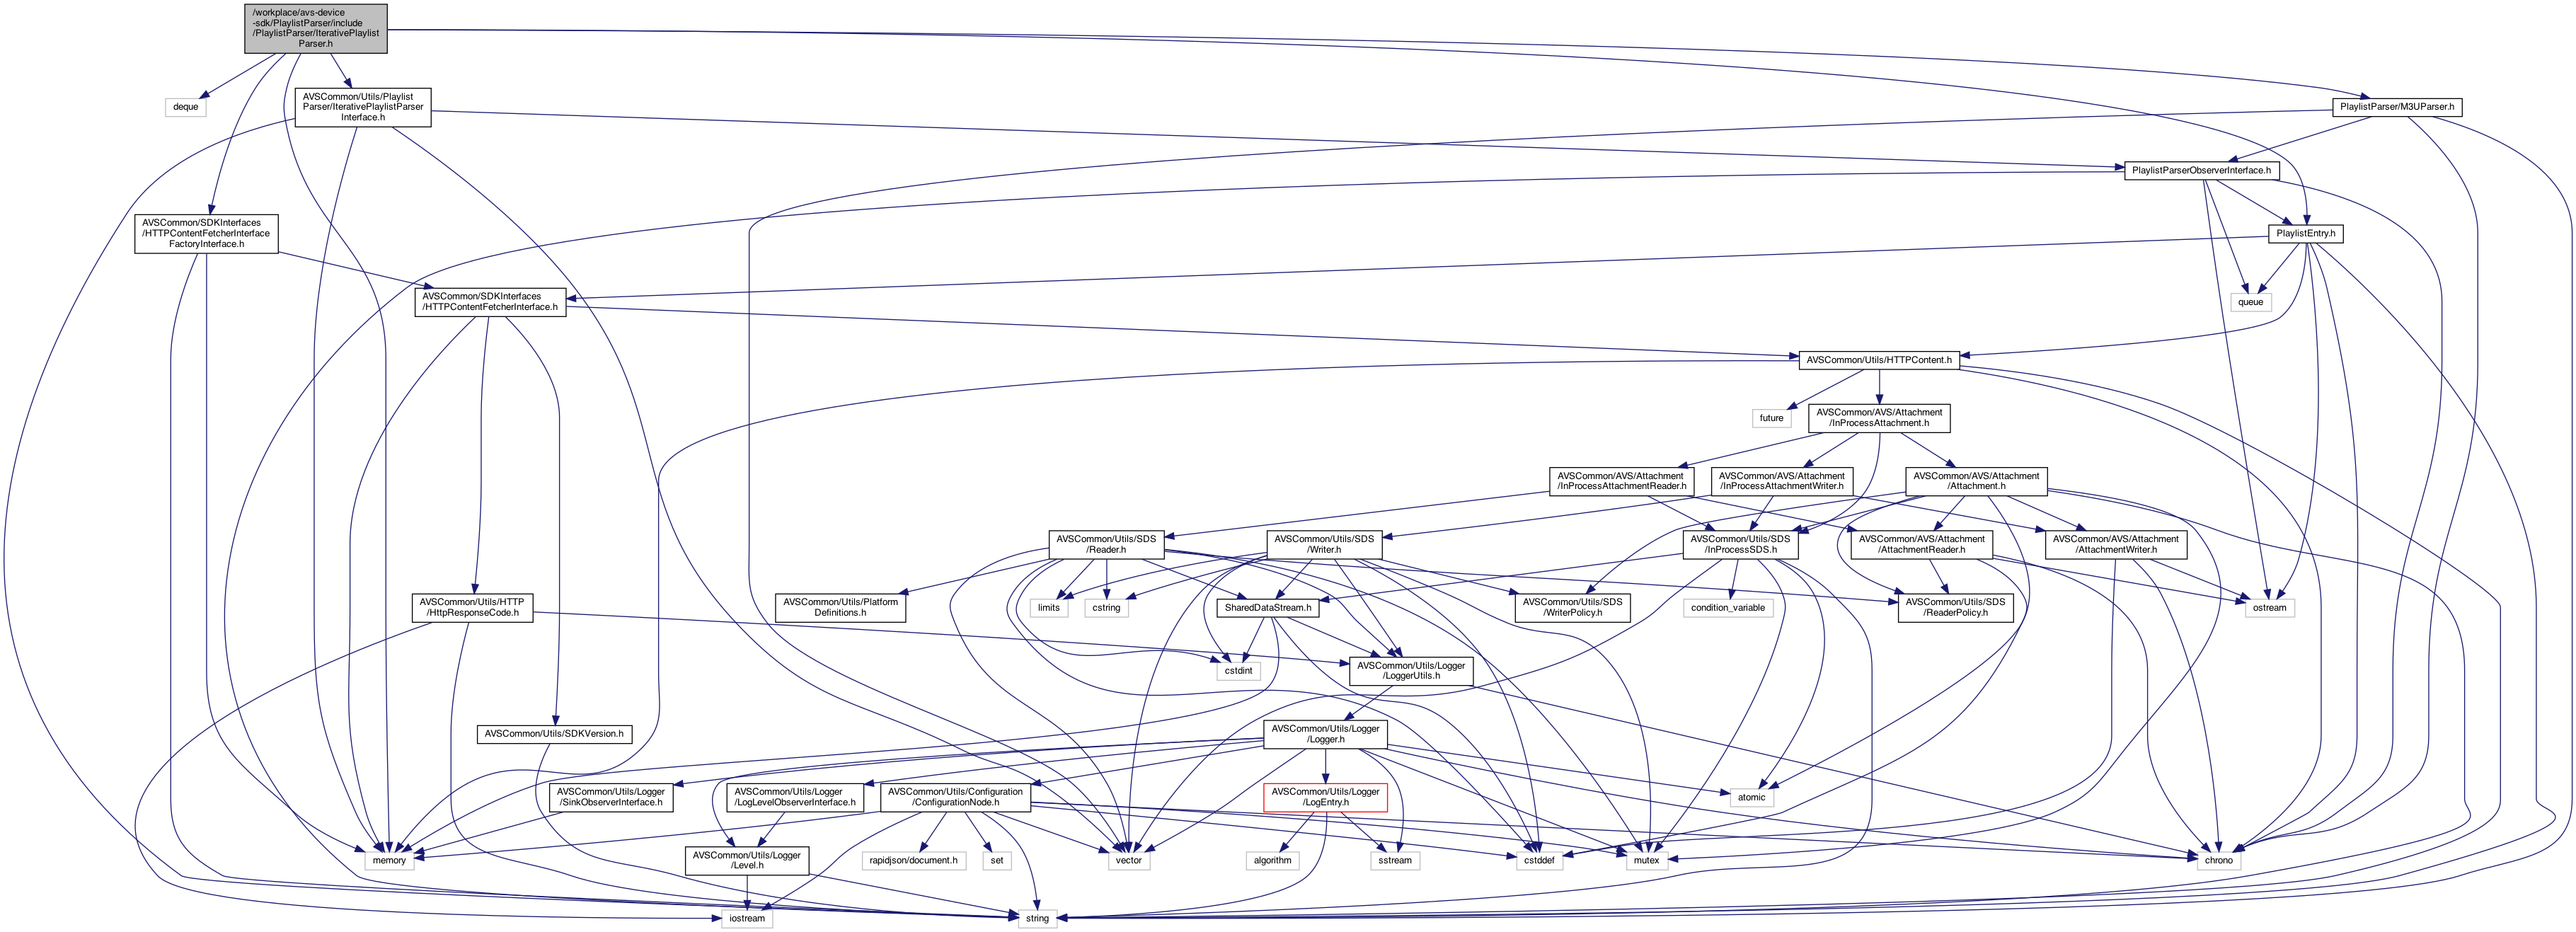 /workplace/avs-device
-sdk/PlaylistParser/include
/PlaylistParser/IterativePlaylist
Parser.h
deque
AVSCommon/Utils/Playlist
Parser/IterativePlaylistParser
Interface.h
PlaylistParser/M3UParser.h
PlaylistParserObserverInterface.h
AVSCommon/SDKInterfaces
/HTTPContentFetcherInterface
FactoryInterface.h
PlaylistEntry.h
AVSCommon/SDKInterfaces
/HTTPContentFetcherInterface.h
queue
AVSCommon/Utils/HTTPContent.h
future
AVSCommon/AVS/Attachment
/InProcessAttachment.h
AVSCommon/AVS/Attachment
/InProcessAttachmentReader.h
AVSCommon/AVS/Attachment
/InProcessAttachmentWriter.h
AVSCommon/AVS/Attachment
/Attachment.h
AVSCommon/Utils/SDS
/Reader.h
AVSCommon/Utils/SDS
/Writer.h
AVSCommon/Utils/SDS
/InProcessSDS.h
AVSCommon/AVS/Attachment
/AttachmentReader.h
AVSCommon/AVS/Attachment
/AttachmentWriter.h
AVSCommon/Utils/HTTP
/HttpResponseCode.h
AVSCommon/Utils/Platform
Definitions.h
limits
cstring
SharedDataStream.h
AVSCommon/Utils/SDS
/WriterPolicy.h
condition_variable
AVSCommon/Utils/SDS
/ReaderPolicy.h
ostream
cstdint
AVSCommon/Utils/Logger
/LoggerUtils.h
AVSCommon/Utils/SDKVersion.h
AVSCommon/Utils/Logger
/Logger.h
AVSCommon/Utils/Logger
/SinkObserverInterface.h
AVSCommon/Utils/Logger
/LogLevelObserverInterface.h
AVSCommon/Utils/Configuration
/ConfigurationNode.h
AVSCommon/Utils/Logger
/LogEntry.h
atomic
memory
AVSCommon/Utils/Logger
/Level.h
rapidjson/document.h
set
vector
algorithm
sstream
cstddef
mutex
chrono
iostream
string